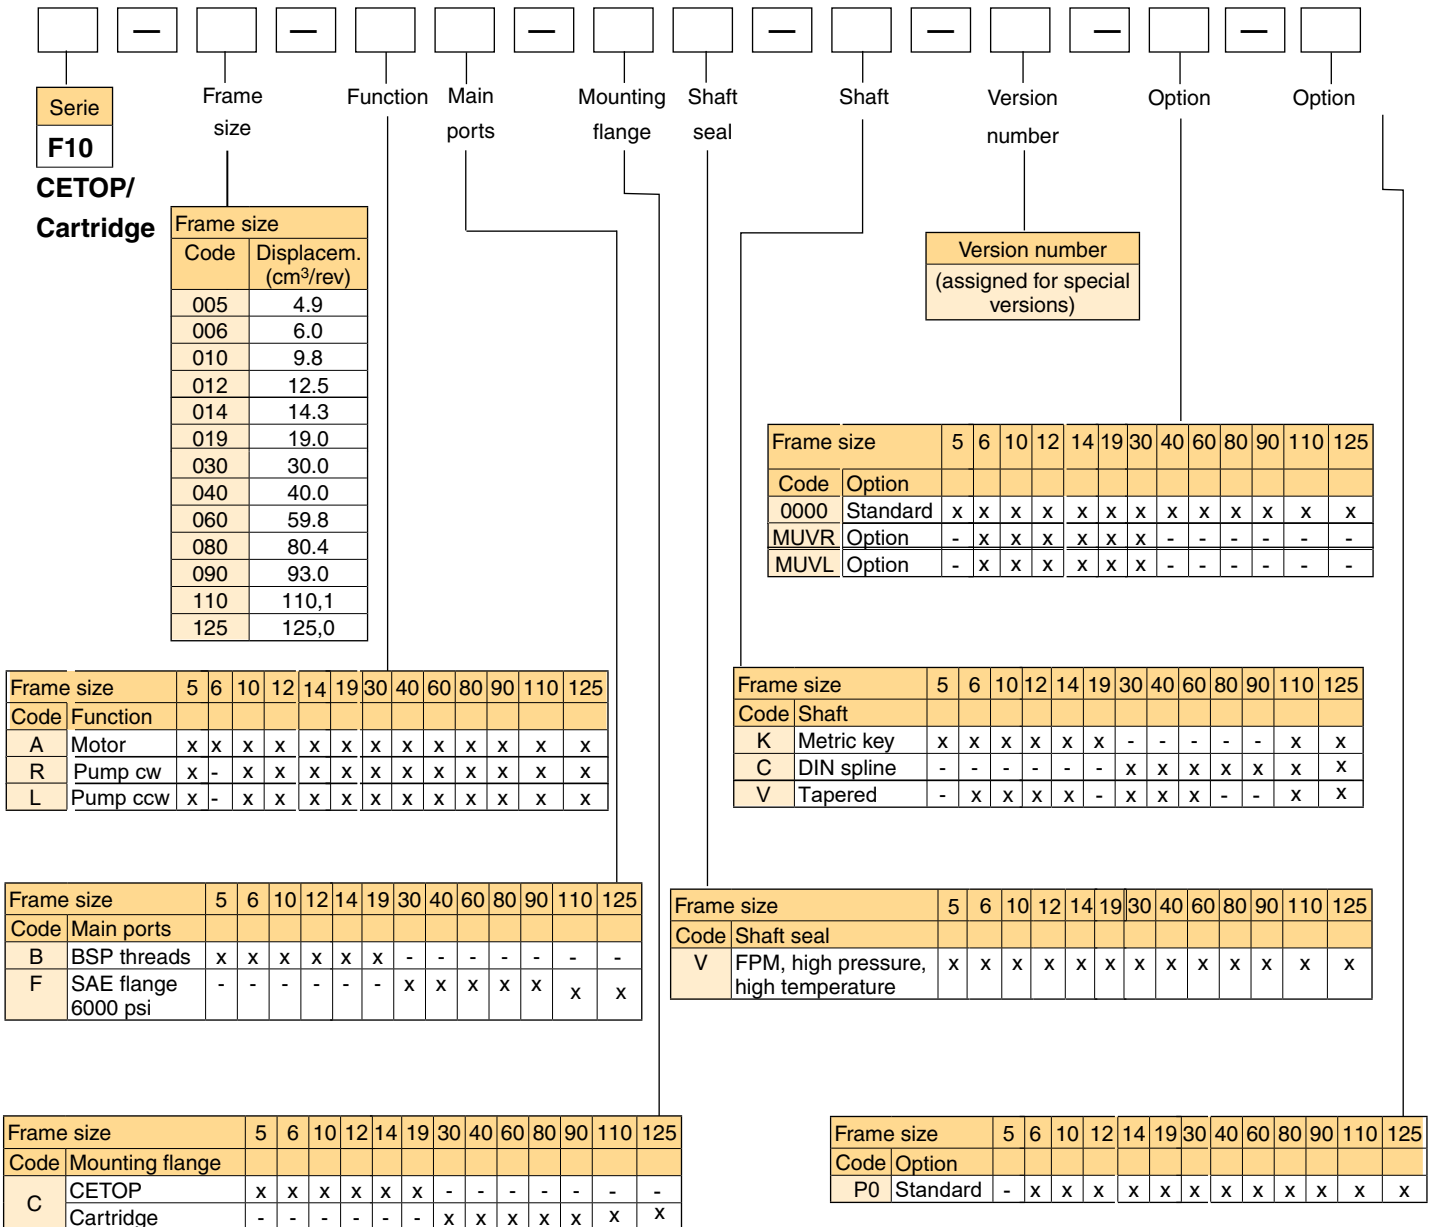 — — — — — — —
Serie
F10
CETOP/
Cartridge
Frame size
Function
Main ports
Mounting flange
Shaft seal
Shaft
Version number
Option
Option
Frame size
Code Displacem. (cm³/rev)
005 4.9
006 6.0
010 9.8
012 12.5
014 14.3
019 19.0
030 30.0
040 40.0
060 59.8
080 80.4
090 93.0
110 110,1
125 125,0
Version number
(assigned for special
versions)
Frame size 5 6 10 12 14 19 30 40 60 80 90 110 125
Code Option
0000 Standard x x x x x x x x x x x x x
MUVR Option - x x x x x x - - - - - -
MUVL Option - x x x x x x - - - - - -
Frame size 5 6 10 12 14 19 30 40 60 80 90 110 125
Code Function
A Motor x x x x x x x x x x x x x
R Pump cw x - x x x x x x x x x x x
L Pump ccw x - x x x x x x x x x x x
Frame size 5 6 10 12 14 19 30 40 60 80 90 110 125
Code Shaft
K Metric key x x x x x x - - - - - x x
C DIN spline - - - - - - x x x x x x x
V Tapered - x x x x - x x x - - x x
Frame size 5 6 10 12 14 19 30 40 60 80 90 110 125
Code Main ports
B BSP threads x x x x x x - - - - - - -
F SAE flange - - - - - - x x x x x x x
6000 psi
Frame size 5 6 10 12 14 19 30 40 60 80 90 110 125
Code Shaft seal
V FPM, high pressure, x x x x x x x x x x x x x
high temperature
Frame size 5 6 10 12 14 19 30 40 60 80 90 110 125
Code Mounting flange
C CETOP x x x x x x - - - - - - -
Cartridge - - - - - - x x x x x x x
Frame size 5 6 10 12 14 19 30 40 60 80 90 110 125
Code Option
P0 Standard - x x x x x x x x x x x x